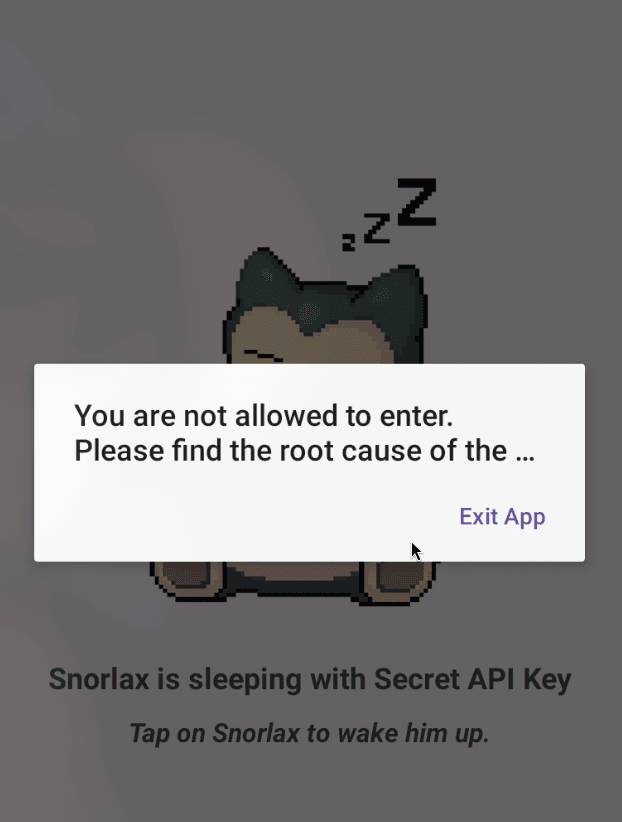 z Z Z
You are not allowed to enter.
Please find the root cause of the ...
Exit App
Snorlax is sleeping with Secret API Key
Tap on Snorlax to wake him up.